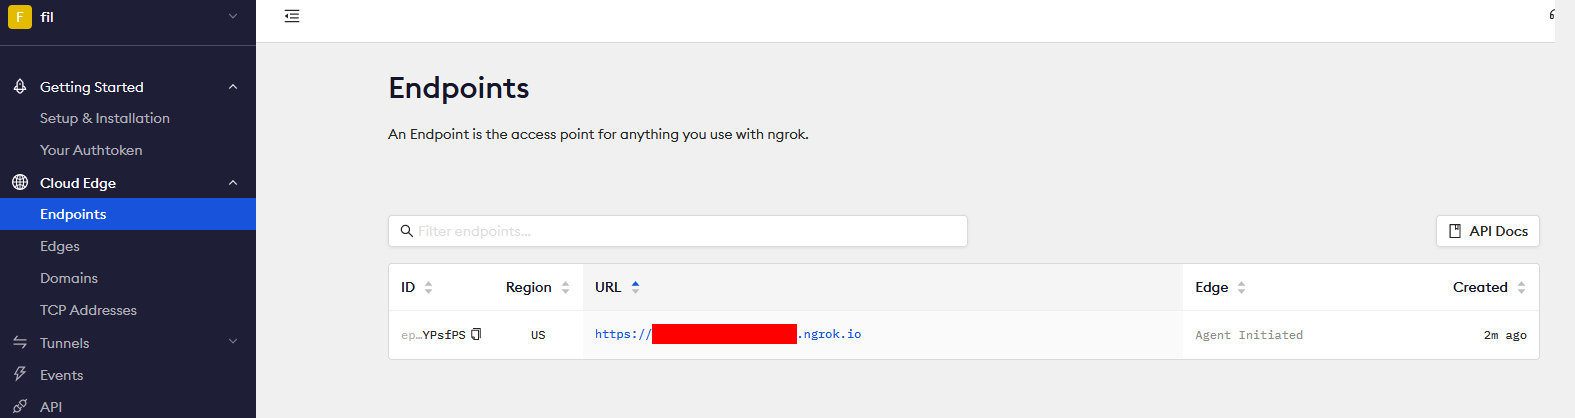 F fil
Getting Started
Setup & Installation
Your Authtoken
Cloud Edge
Endpoints
Edges
Domains
TCP Addresses
Tunnels
Events
API
Endpoints
An Endpoint is the access point for anything you use with ngrok.
Filter endpoints...
API Docs
ID Region URL Edge Created
ep…YPsfPS US https:// .ngrok.io Agent Initiated 2m ago